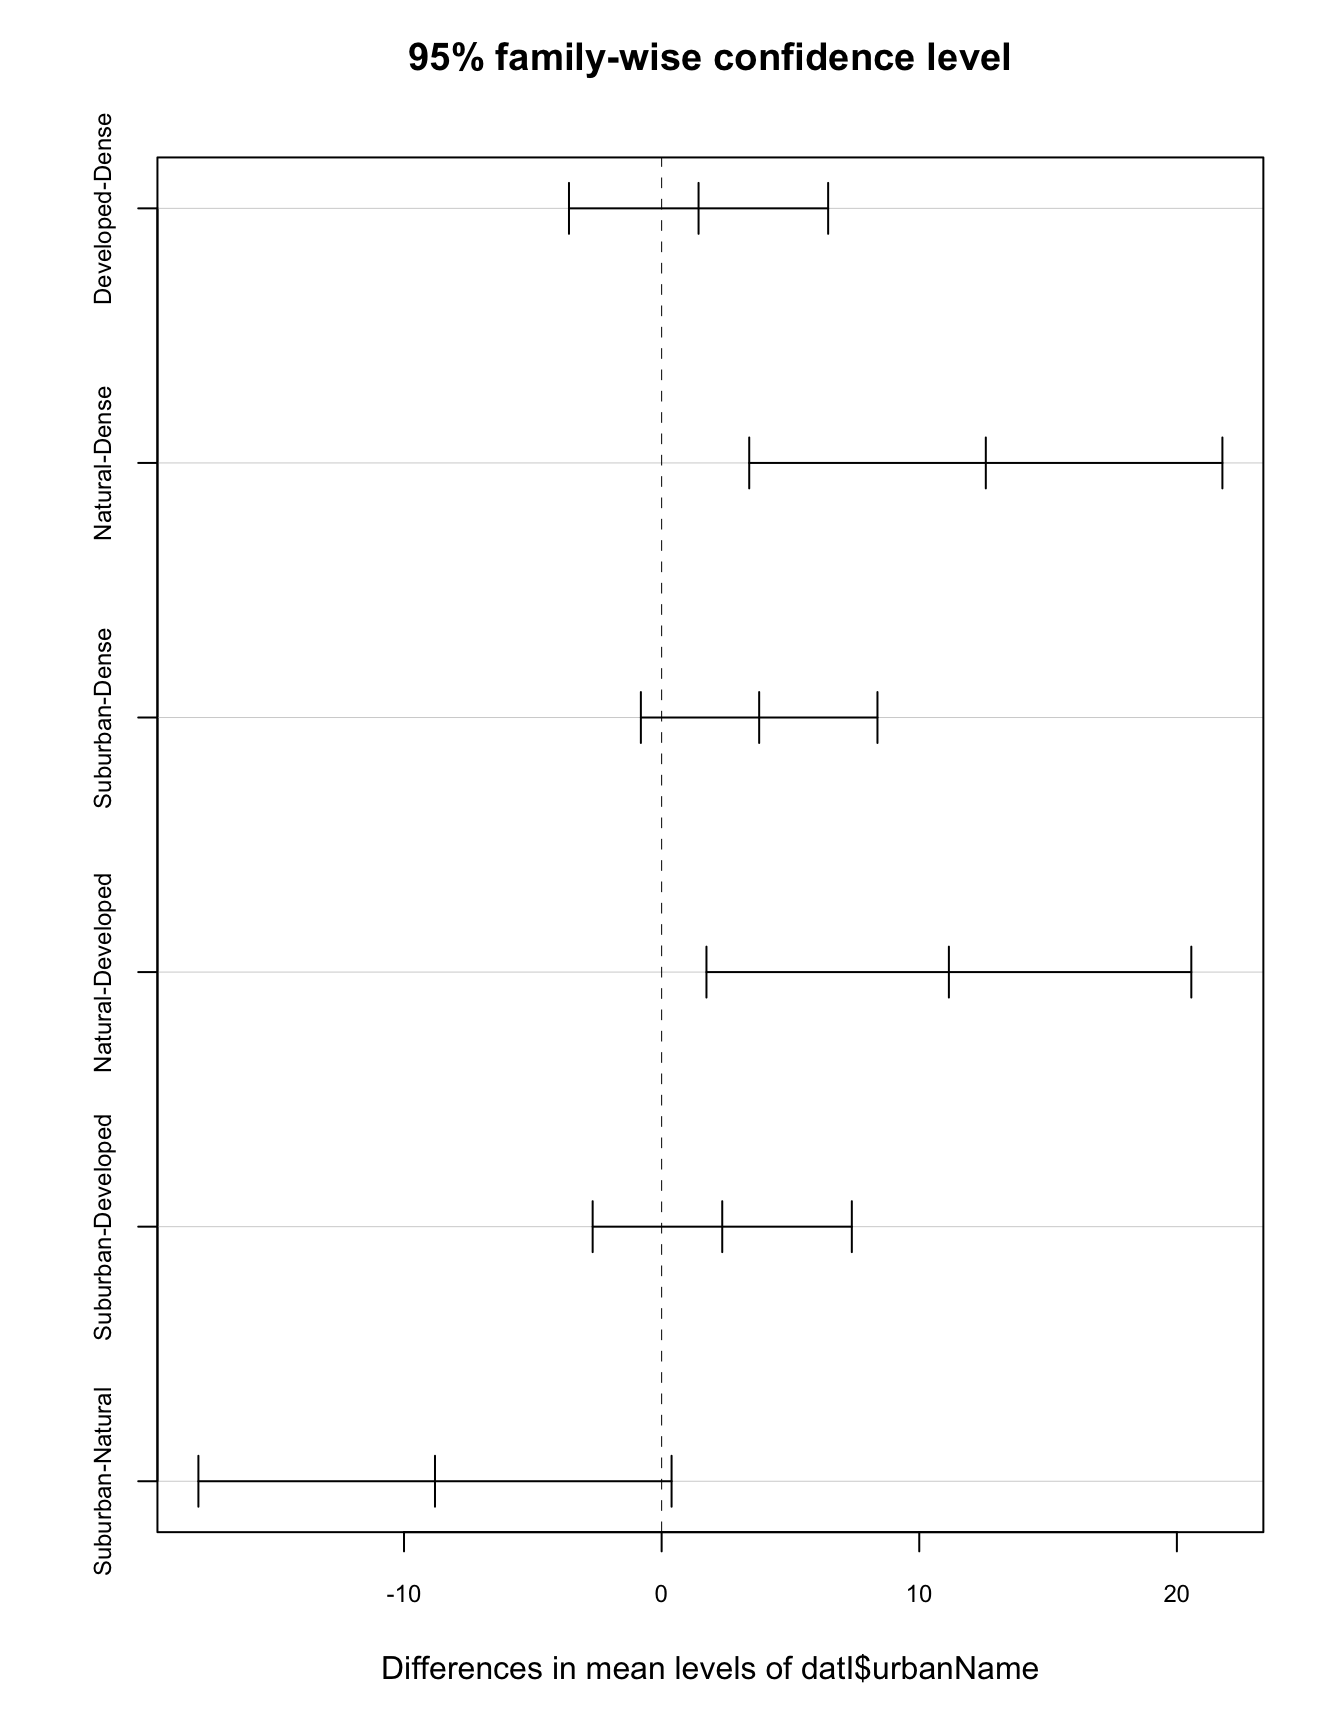 95% family-wise confidence level
Developed-Dense
Natural-Dense
Suburban-Dense
Natural-Developed
Suburban-Developed
Suburban-Natural
-10 0 10 20
Differences in mean levels of datI$urbanName